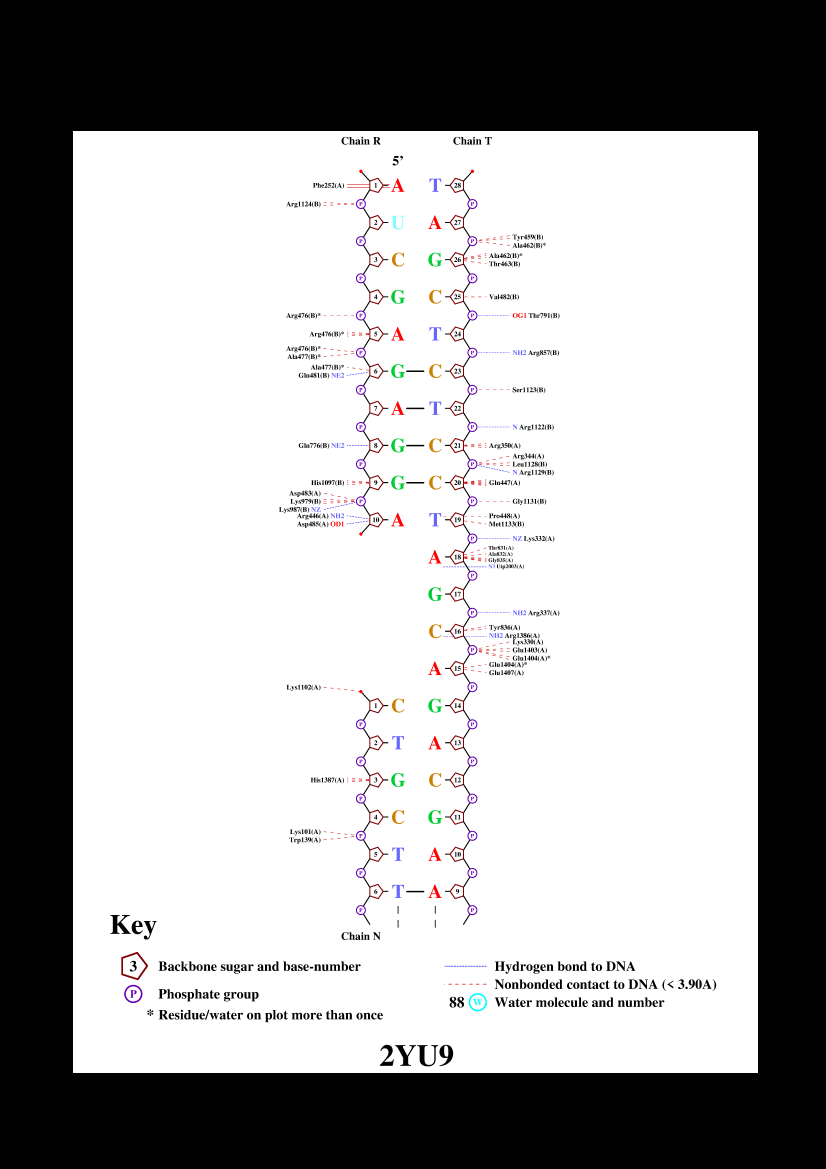 Chain R Chain T
5’
Phe252(A) 1 A T 28
Arg1124(B) P P
2 U A 27
P P Tyr459(B)
Ala462(B)*
3 C G 26 Ala462(B)*
Thr463(B)
P P
4 G C 25 Val482(B)
Arg476(B)* P P OG1 Thr791(B)
Arg476(B)* 5 A T 24
Arg476(B)* P P NH2 Arg857(B)
Ala477(B)*
Ala477(B)* 6 G C 23
Gln481(B) NE2
P P Ser1123(B)
7 A T 22
P P N Arg1122(B)
Gln776(B) NE2 8 G C 21 Arg350(A)
P P Arg344(A)
Leu1128(B)
N Arg1129(B)
His1097(B) 9 G C 20 Gln447(A)
Asp483(A)
Lys979(B) P P Gly1131(B)
Lys987(B) NZ
Arg446(A) NH2 10 A T 19 Pro448(A)
Asp485(A) OD1 Met1133(B)
P NZ Lys332(A)
A 18 Thr831(A)
Ala832(A)
Gly835(A)
N3 Utp2003(A)
P
G 17
P NH2 Arg337(A)
C 16 Tyr836(A)
NH2 Arg1386(A)
P Lys330(A)
Glu1403(A)
Glu1404(A)*
A 15 Glu1404(A)*
Glu1407(A)
Lys1102(A) P
1 C G 14
P P
2 T A 13
P P
His1387(A) 3 G C 12
P P
4 C G 11
Lys101(A) P P
Trp139(A)
5 T A 10
P P
6 T A 9
P P
Chain N
Key
3 Backbone sugar and base-number
P Phosphate group
* Residue/water on plot more than once
Hydrogen bond to DNA
Nonbonded contact to DNA (< 3.90A)
88 W Water molecule and number
2YU9